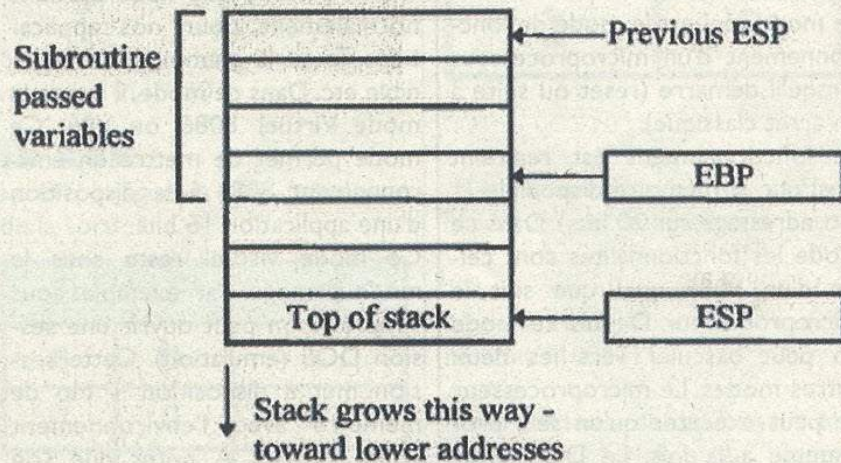 Previous ESP
Subroutine
passed
variables
EBP
Top of stack
ESP
Stack grows this way -
toward lower addresses